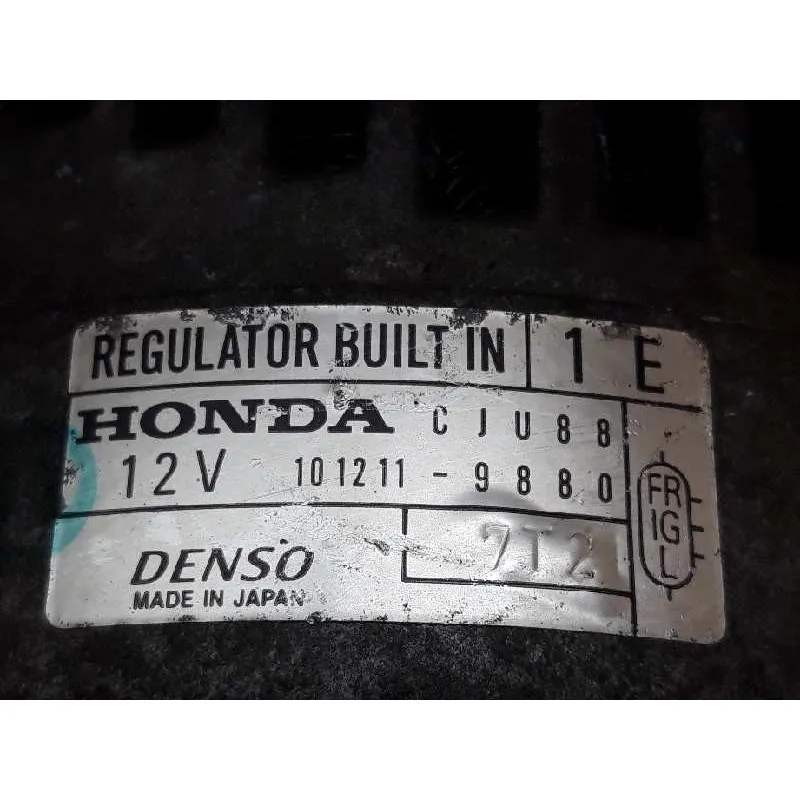 REGULATOR BUILT IN 1 E
HONDA CJU88
12V 101211-9880
FR
IG
L
DENSO 7T2
MADE IN JAPAN